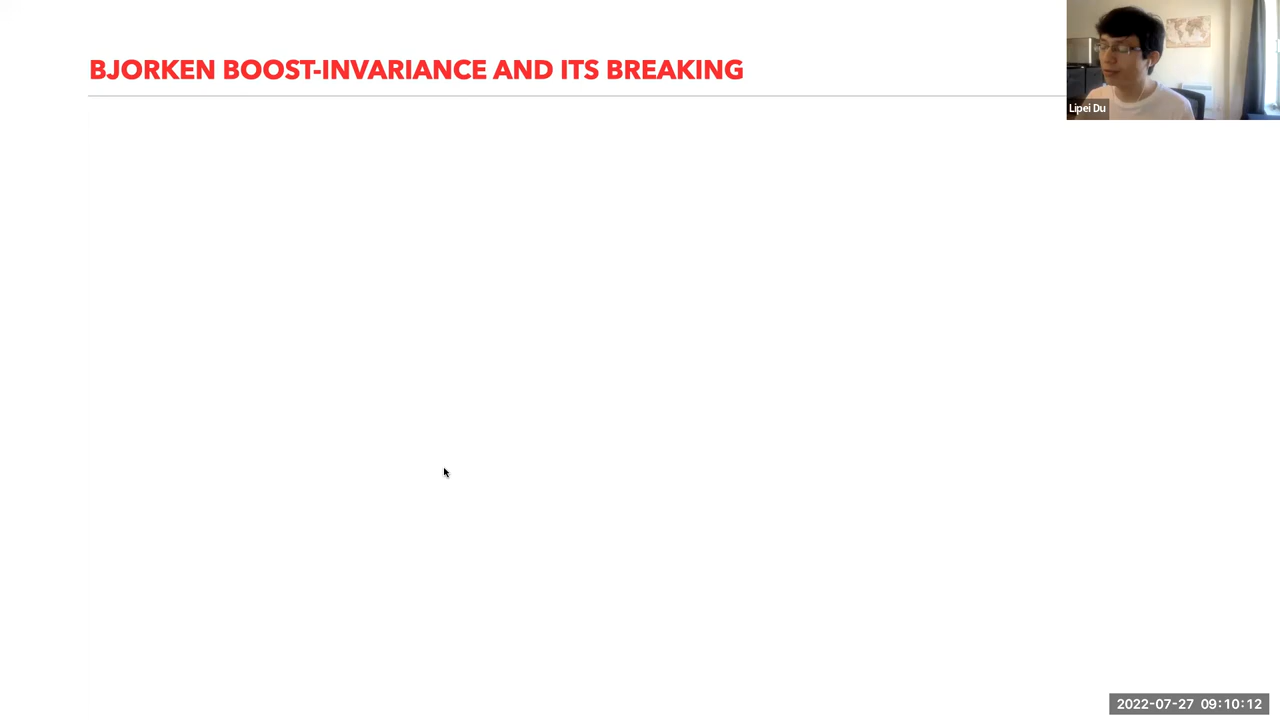 BJORKEN BOOST-INVARIANCE AND ITS BREAKING
Lipei Du
2022-07-27 09:10:12